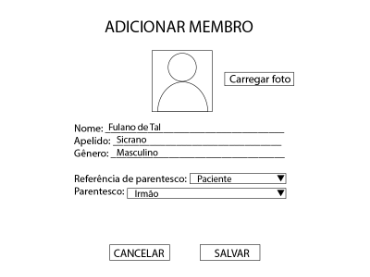 ADICIONAR MEMBRO
Carregar foto
Nome: Fulano de Tal
Apelido: Sicrano
Gênero: Masculino
Referência de parentesco: Paciente
Parentesco: Irmão
CANCELAR SALVAR